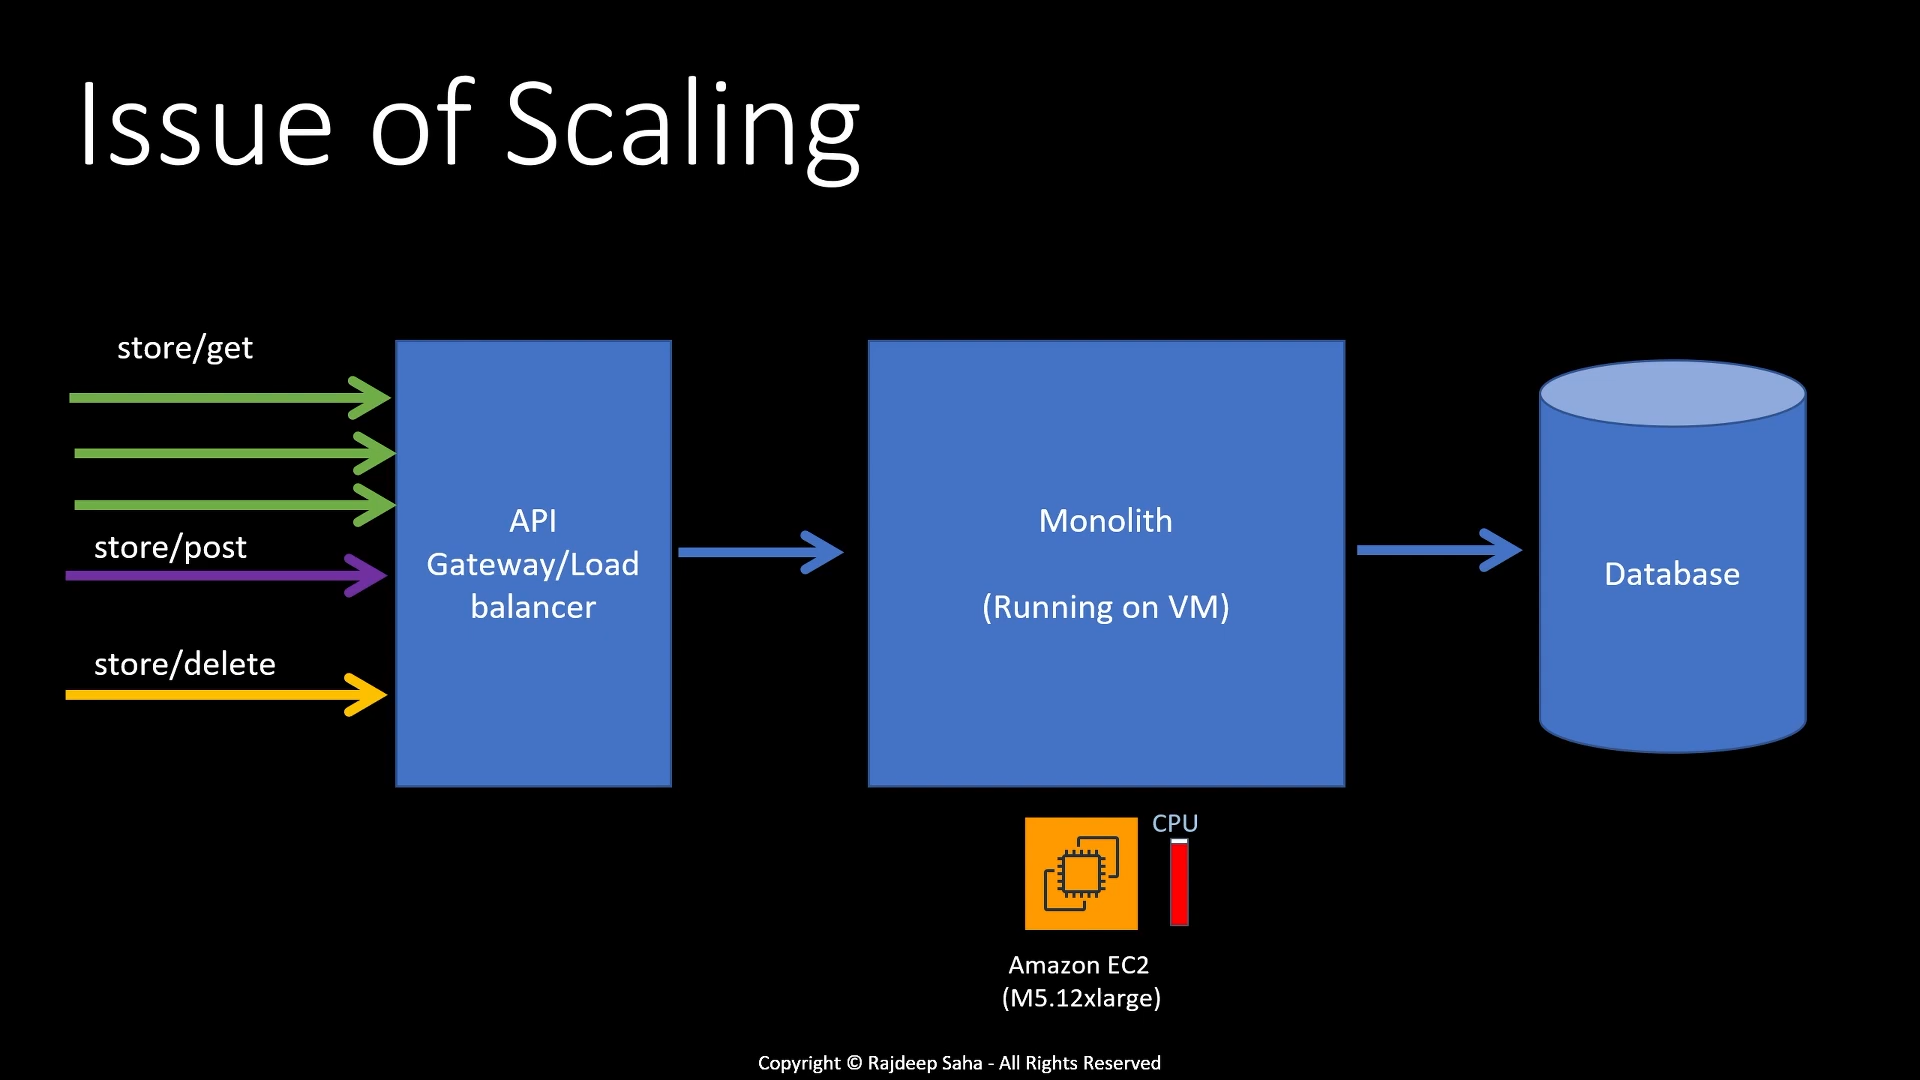 Issue of Scaling
store/get
store/post
store/delete
API
Gateway/Load
balancer
Monolith
(Running on VM)
Database
CPU
Amazon EC2
(M5.12xlarge)
Copyright © Rajdeep Saha - All Rights Reserved